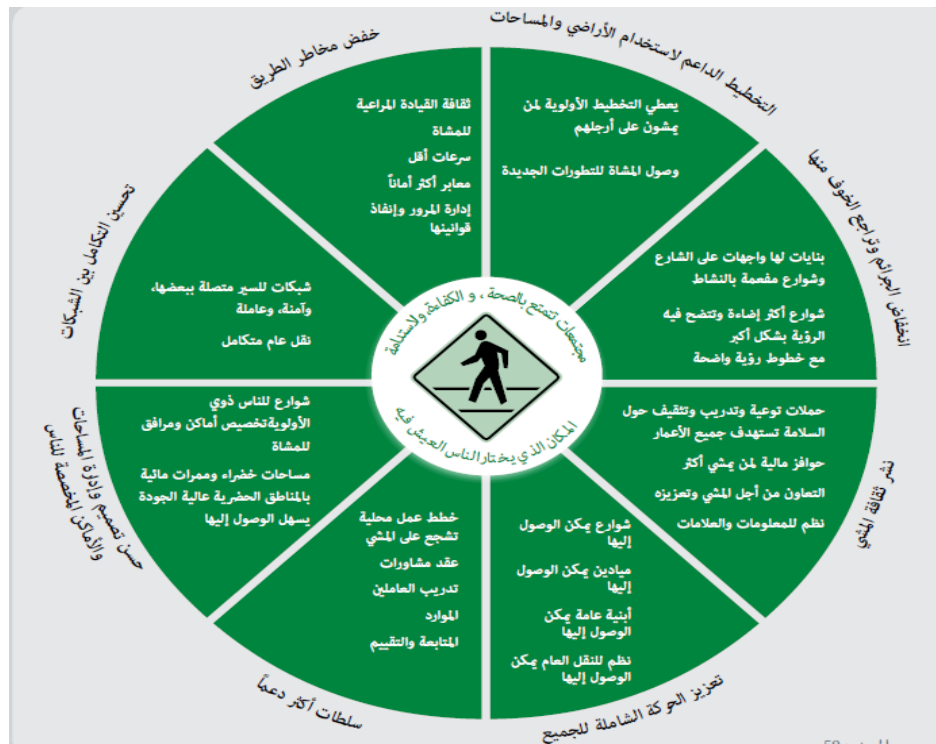 التخطيط الداعم لاستخدام الأراضي والمساحات
يعطي التخطيط الأولوية لمن
يمشون على أرجلهم
وصول المشاة للتطورات الجديدة
انخفاض الجرائم وتراجع الخوف منها
بنايات لها واجهات على الشارع
وشوارع مفعمة بالنشاط
شوارع أكثر إضاءة وتتضح فيه
الرؤية بشكل أكبر
مع خطوط رؤية واضحة
نشر ثقافة المشي
حملات توعية وتدريب وتثقيف حول
السلامة تستهدف جميع الأعمار
حوافز مالية لمن يمشي أكثر
التعاون من أجل المشي وتعزيزه
نظم للمعلومات والعلامات
تعزيز الحركة الشاملة للجميع
شوارع يمكن الوصول
إليها
ميادين يمكن الوصول
إليها
أبنية عامة يمكن
الوصول إليها
نظم للنقل العام يمكن
الوصول إليها
سلطات أكثر دعماً
خطط عمل محلية
تشجع على المشي
عقد مشاورات
تدريب العاملين
الموارد
المتابعة والتقييم
حسن تصميم وإدارة المساحات
والأماكن المخصصة للناس
شوارع للناس ذوي
الأولويةتخصيص أماكن ومرافق
للمشاة
مساحات خضراء وممرات مائية
بالمناطق الحضرية عالية الجودة
يسهل الوصول إليها
تحسين التكامل بين الشبكات
شبكات للسير متصلة ببعضها،
وآمنة، وعاملة
نقل عام متكامل
خفض مخاطر الطريق
ثقافة القيادة المراعية
للمشاة
سرعات أقل
معابر أكثر أماناً
إدارة المرور وإنفاذ
قوانينها
مجتمعات تتمتع بالصحة ، و الكفاءة، ولاستدامة
المكان الذي يختار الناس العيش فيه